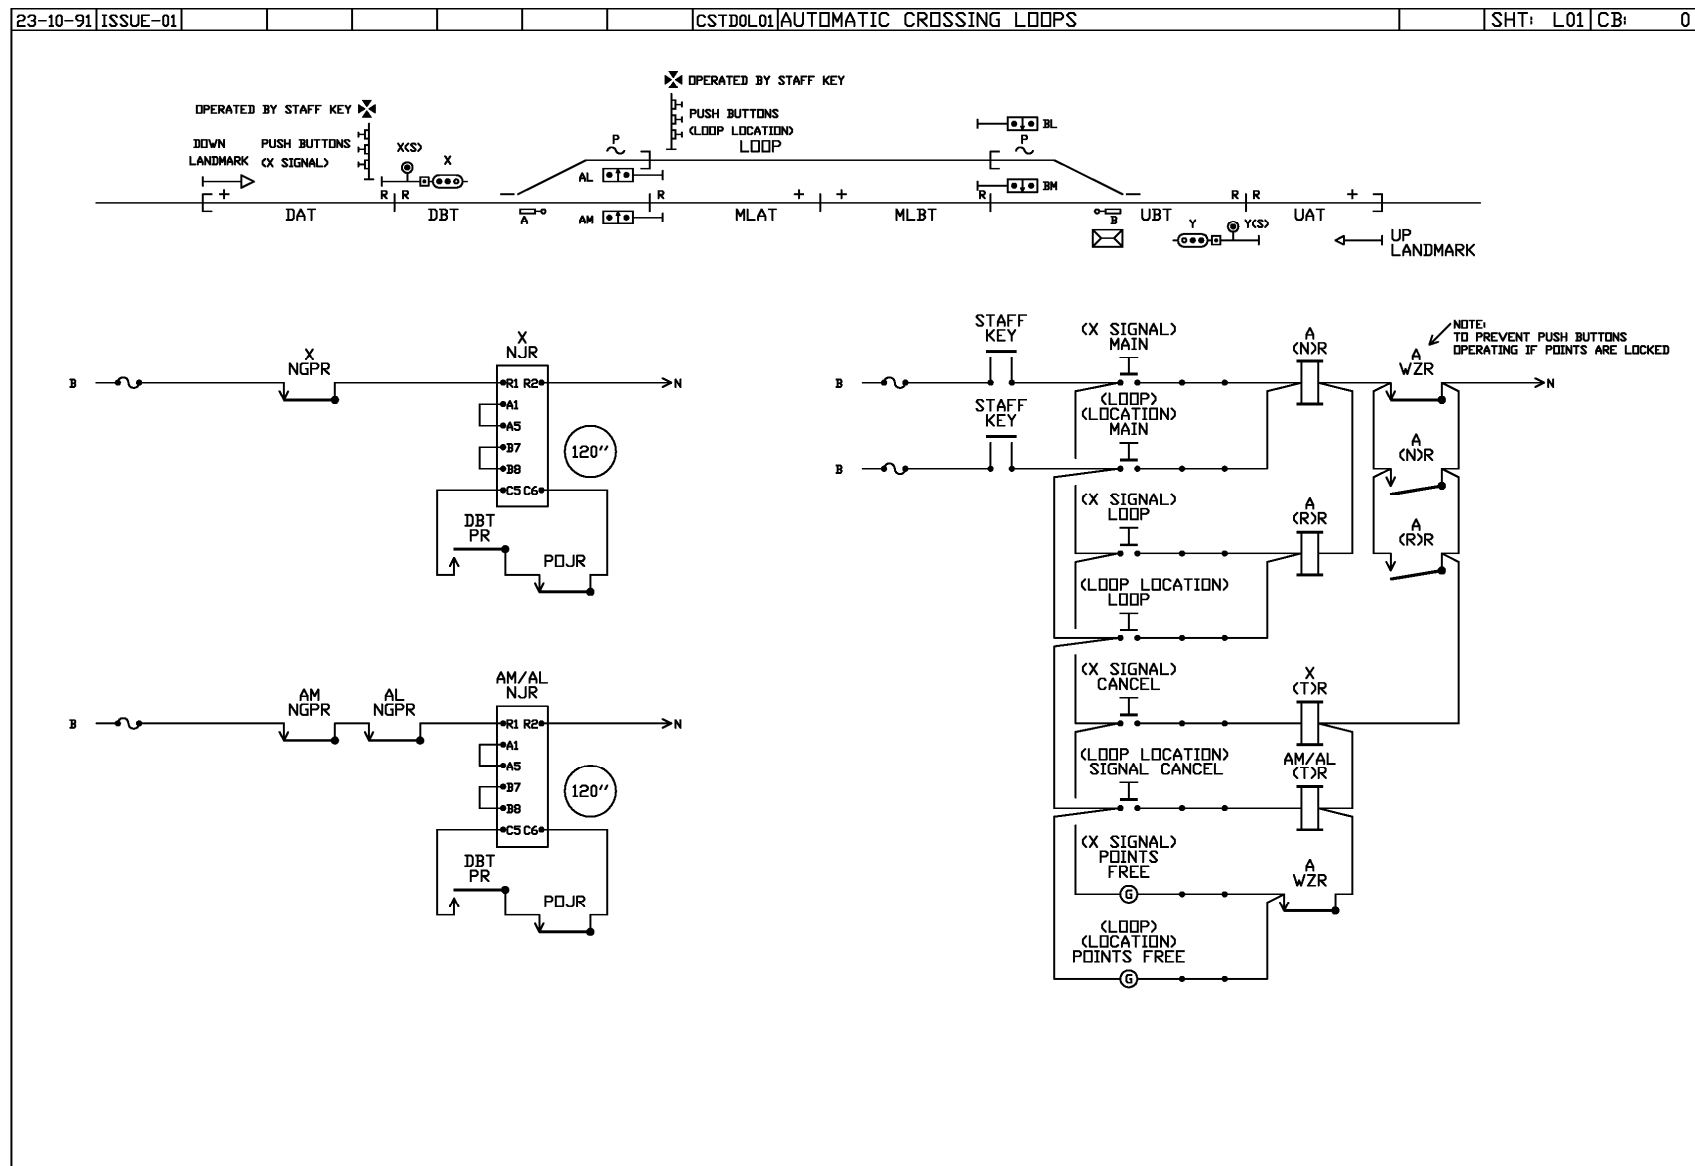 23-10-91 ISSUE-01 CSTD0L01 AUTOMATIC CROSSING LOOPS SHT: L01 CB: 0
OPERATED BY STAFF KEY
OPERATED BY STAFF KEY
DOWN
LANDMARK
PUSH BUTTONS
(X SIGNAL)
X(S)
X
PUSH BUTTONS
(LOOP LOCATION)
LOOP
P
AL
AM
BL
P
BM
+
R
R
R
+
+
R
R
R
+
DAT
DBT
A
MLAT
MLBT
B
UBT
Y
Y(S)
UAT
UP
LANDMARK
B
X
NGPR
X
NJR
R1 R2
N
A1
A5
B7
B8
C5 C6
120"
DBT
PR
POJR
B
AM
NGPR
AL
NGPR
AM/AL
NJR
R1 R2
N
A1
A5
B7
B8
C5 C6
120"
DBT
PR
POJR
B
STAFF
KEY
(X SIGNAL)
MAIN
A
(N)R
A
WZR
N
NOTE:
TO PREVENT PUSH BUTTONS
OPERATING IF POINTS ARE LOCKED
B
STAFF
KEY
(LOOP)
(LOCATION)
MAIN
A
(N)R
(X SIGNAL)
LOOP
A
(R)R
A
(R)R
(LOOP LOCATION)
LOOP
(X SIGNAL)
CANCEL
X
(T)R
(LOOP LOCATION)
SIGNAL CANCEL
AM/AL
(T)R
(X SIGNAL)
POINTS
FREE
G
A
WZR
(LOOP)
(LOCATION)
POINTS FREE
G